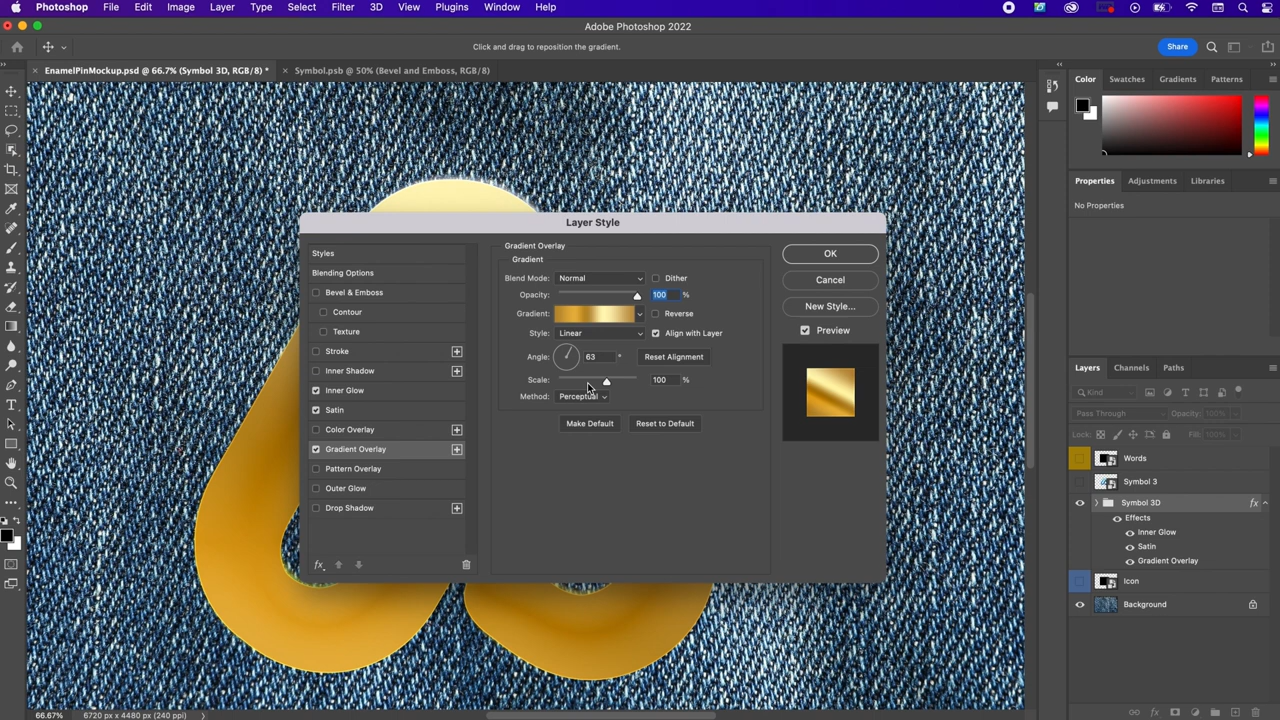 Photoshop File Edit Image Layer Type Select Filter 3D View Plugins Window Help
Adobe Photoshop 2022
Click and drag to reposition the gradient.
Share
EnamelPinMockup.psd @ 66.7% (Symbol 3D, RGB/8) *
Symbol.psb @ 50% (Bevel and Emboss, RGB/8)
Color Swatches Gradients Patterns
Properties Adjustments Libraries
No Properties
Layer Style
Styles
Blending Options
Bevel & Emboss
Contour
Texture
Stroke
Inner Shadow
Inner Glow
Satin
Color Overlay
Gradient Overlay
Pattern Overlay
Outer Glow
Drop Shadow
fx
Gradient Overlay
Gradient
Blend Mode: Normal Dither
Opacity: 100 %
Gradient: Reverse
Style: Linear Align with Layer
Angle: 63 ° Reset Alignment
Scale: 100 %
Method: Perceptual
Make Default Reset to Default
OK
Cancel
New Style...
Preview
Layers Channels Paths
Kind
Pass Through Opacity: 100%
Lock: Fill: 100%
Words
Symbol 3
Symbol 3D fx
Effects
Inner Glow
Satin
Gradient Overlay
Icon
Background
fx
66.67% 6720 px x 4480 px (240 ppi)